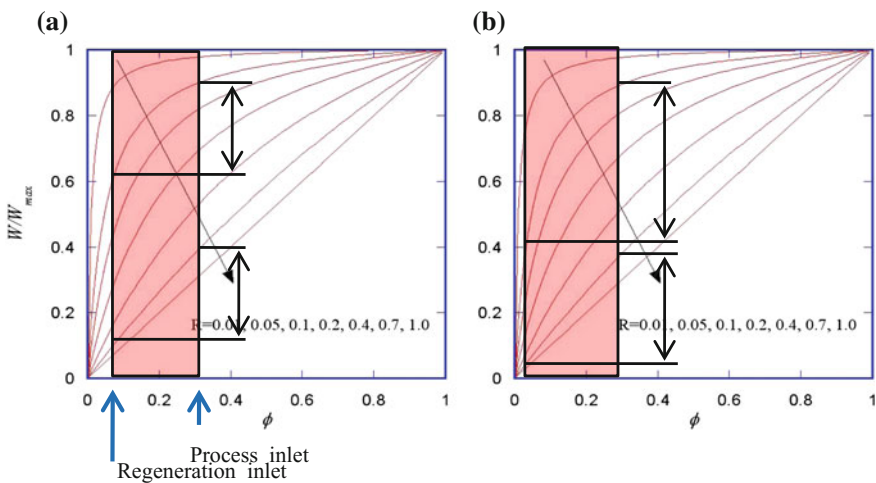 (a)
(b)
1
0.8
0.6
0.4
0.2
0
W/Wmax
R=0.01, 0.05, 0.1, 0.2, 0.4, 0.7, 1.0
0 0.2 0.4 0.6 0.8 1
ϕ
Process inlet
Regeneration inlet
1
0.8
0.6
0.4
0.2
0
R=0.01, 0.05, 0.1, 0.2, 0.4, 0.7, 1.0
0 0.2 0.4 0.6 0.8 1
ϕ